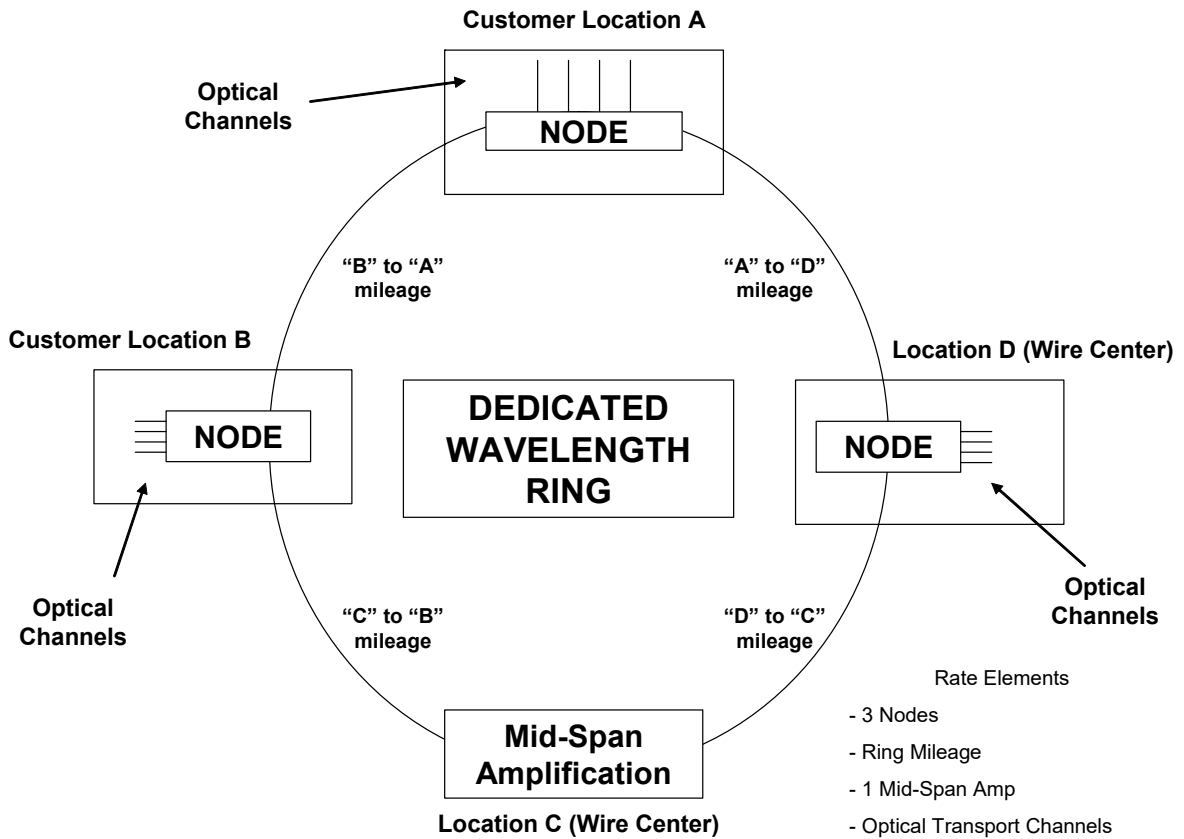 Customer Location A
Optical
Channels
NODE
“B” to “A”
mileage
“A” to “D”
mileage
Customer Location B
Location D (Wire Center)
NODE
DEDICATED
WAVELENGTH
RING
NODE
Optical
Channels
“C” to “B”
mileage
“D” to “C”
mileage
Optical
Channels
Mid-Span
Amplification
Location C (Wire Center)
Rate Elements
- 3 Nodes
- Ring Mileage
- 1 Mid-Span Amp
- Optical Transport Channels